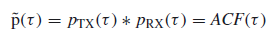 p̃(τ) = p_TX(τ) * p_RX(τ) = ACF(τ)